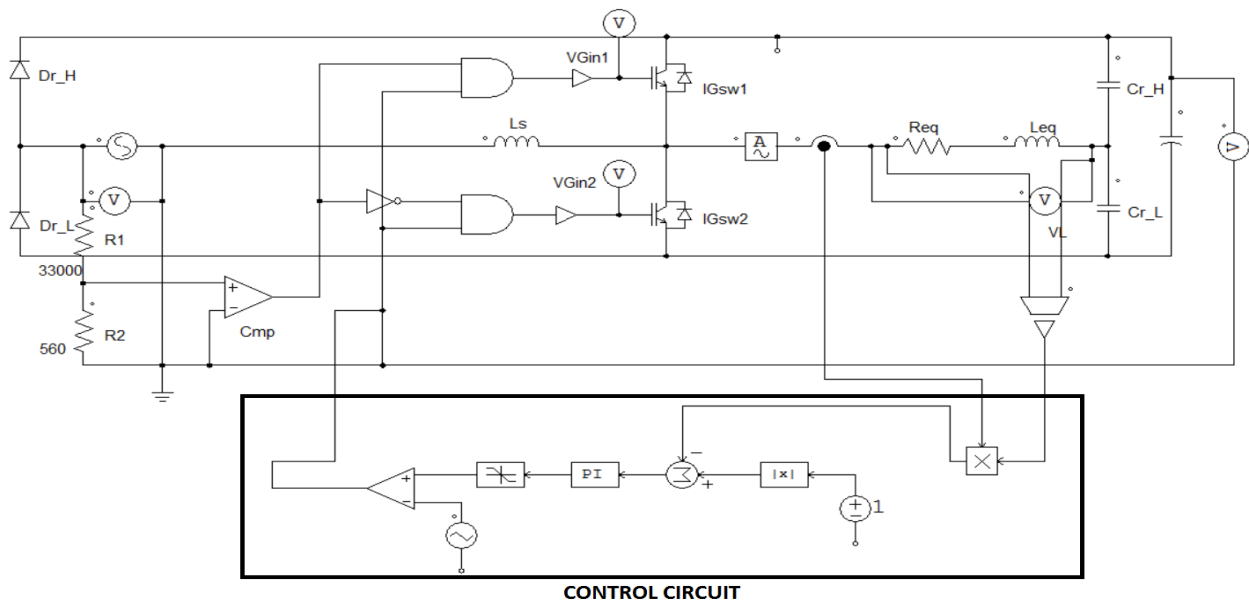 V
VGin1
Dr_H
IGsw1
Cr_H
Ls
Req
Leq
A
V
V
VGin2
V
V
Dr_L
R1
IGsw2
Cr_L
VL
33000
+
-
Cmp
R2
560
-
+
-
PI
Σ
+
|x|
X
+
-
1
CONTROL CIRCUIT